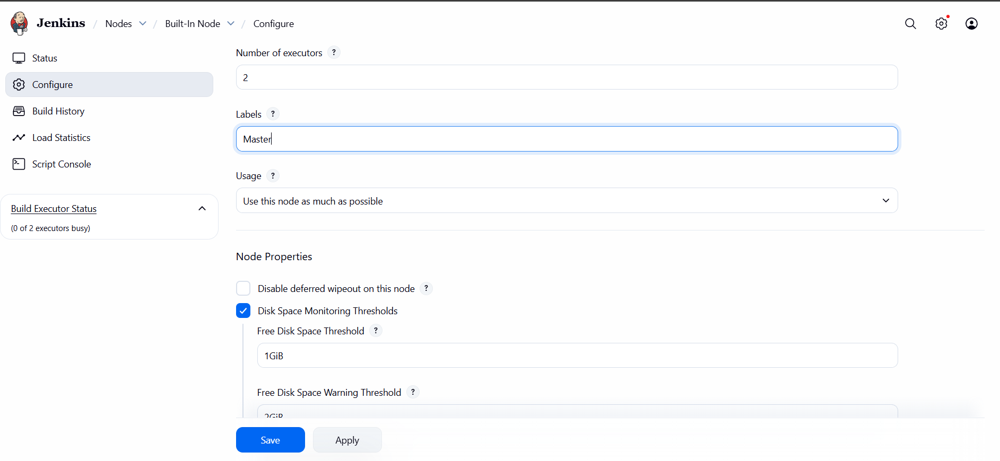 Jenkins / Nodes / Built-In Node / Configure
Status
Configure
Build History
Load Statistics
Script Console
Build Executor Status
(0 of 2 executors busy)
Number of executors ?
2
Labels ?
Master
Usage ?
Use this node as much as possible
Node Properties
Disable deferred wipeout on this node ?
Disk Space Monitoring Thresholds
Free Disk Space Threshold ?
1GiB
Free Disk Space Warning Threshold ?
2GiB
Save
Apply